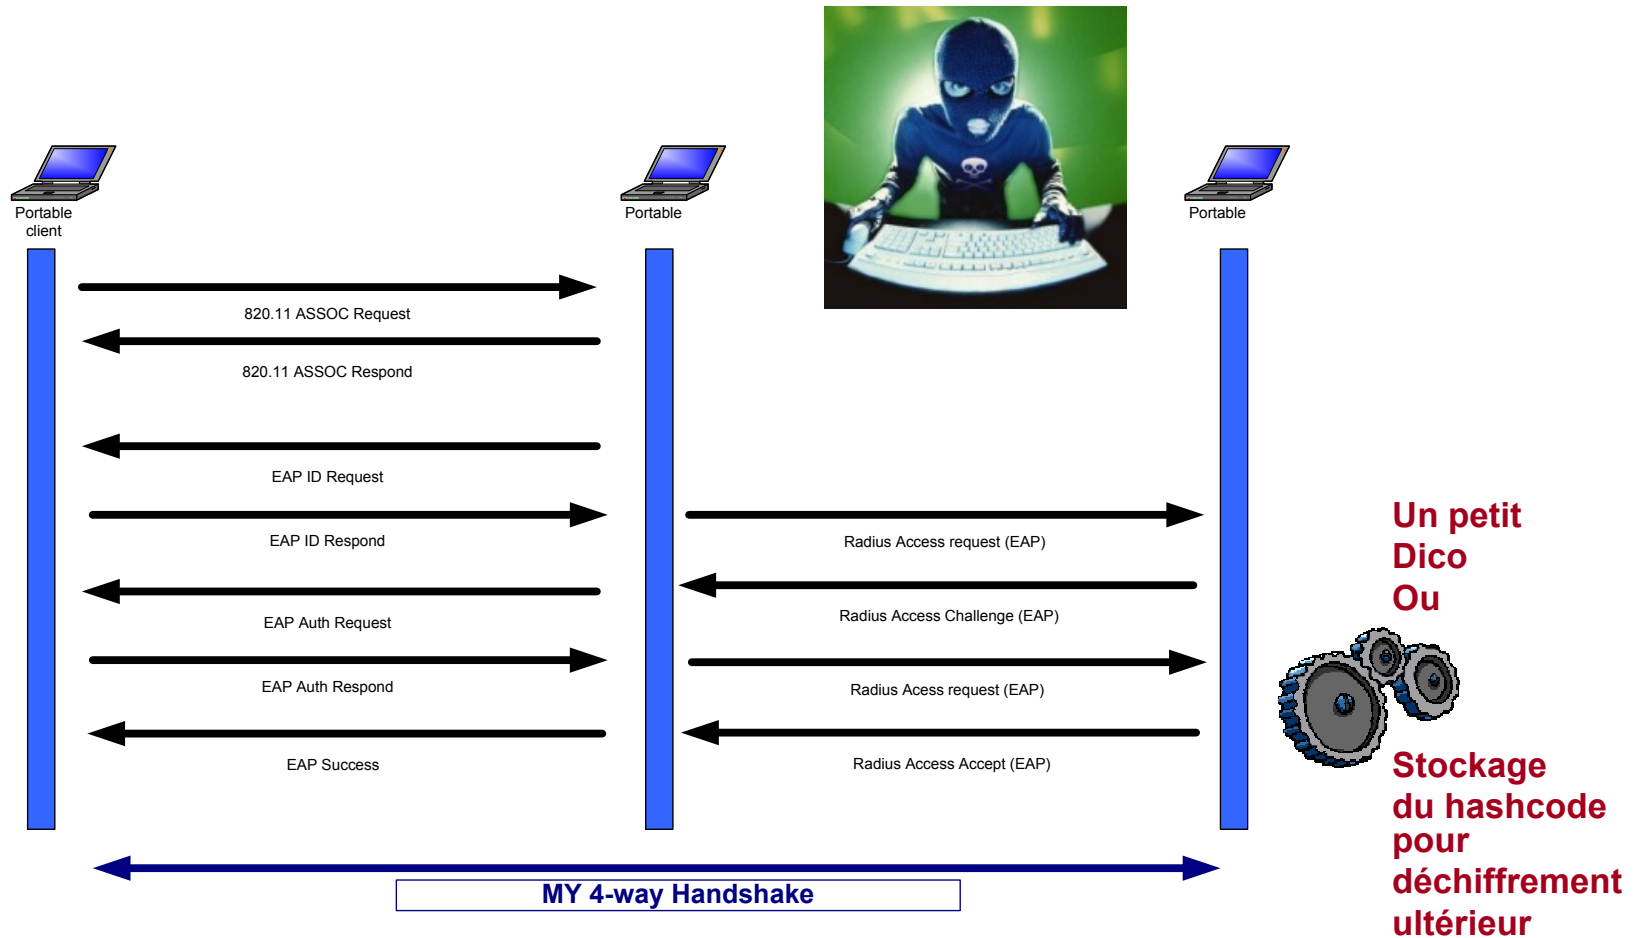 Portable
client
Portable
Portable
820.11 ASSOC Request
820.11 ASSOC Respond
EAP ID Request
EAP ID Respond
Radius Access request (EAP)
EAP Auth Request
Radius Access Challenge (EAP)
EAP Auth Respond
Radius Acess request (EAP)
EAP Success
Radius Access Accept (EAP)
MY 4-way Handshake
Un petit
Dico
Ou
Stockage
du hashcode
pour
déchiffrement
ultérieur